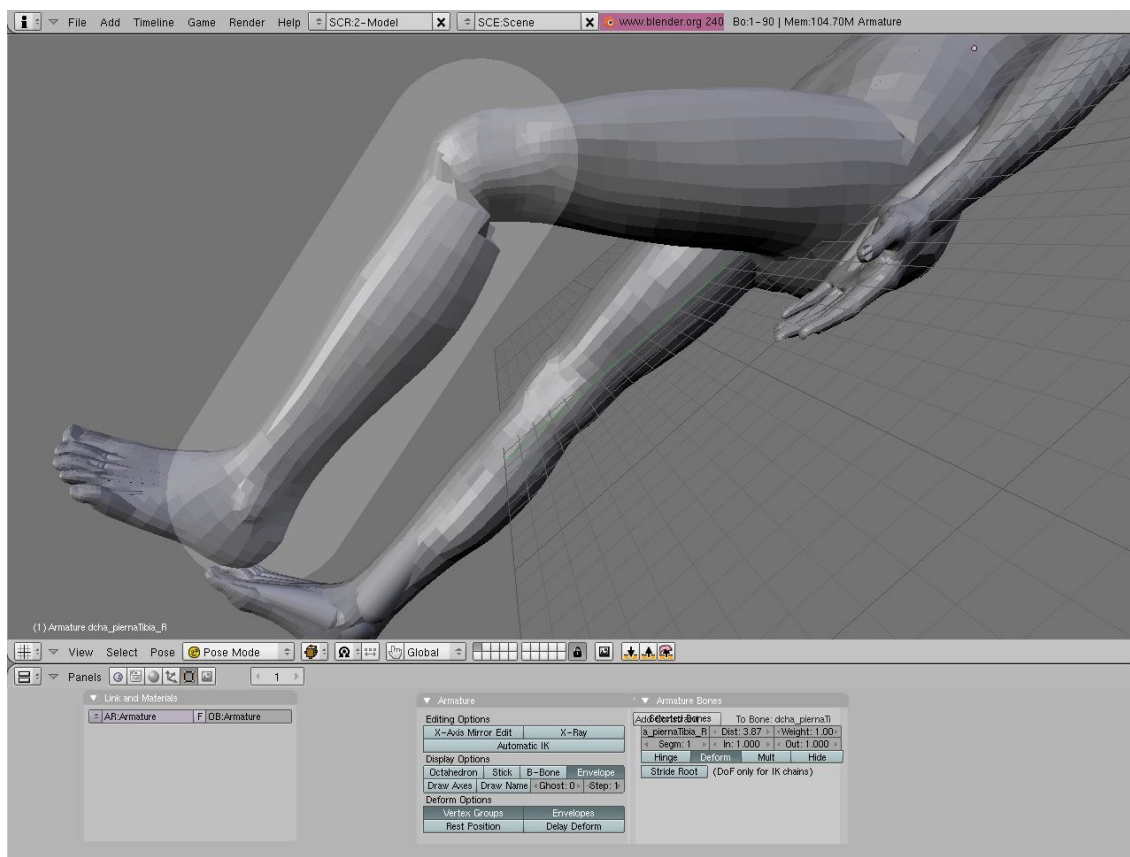 File Add Timeline Game Render Help SCR:2-Model SCE:Scene www.blender.org 240 Bo:1-90 | Mem:104.70M Armature
(1) Armature dcha_piernaTibia_R
View Select Pose Pose Mode Global
Panels 1
Link and Materials
AR:Armature F OB:Armature
Armature
Editing Options
X-Axis Mirror Edit X-Ray
Automatic IK
Display Options
Octahedron Stick B-Bone Envelope
Draw Axes Draw Name Ghost: 0 Step: 1
Deform Options
Vertex Groups Envelopes
Rest Position Delay Deform
Armature Bones
Selected Bones To Bone: dcha_piernaTi
a_piernaTibia_R Dist: 3.87 Weight: 1.00
Segm: 1 In: 1.000 Out: 1.000
Hinge Deform Mult Hide
Stride Root (DoF only for IK chains)